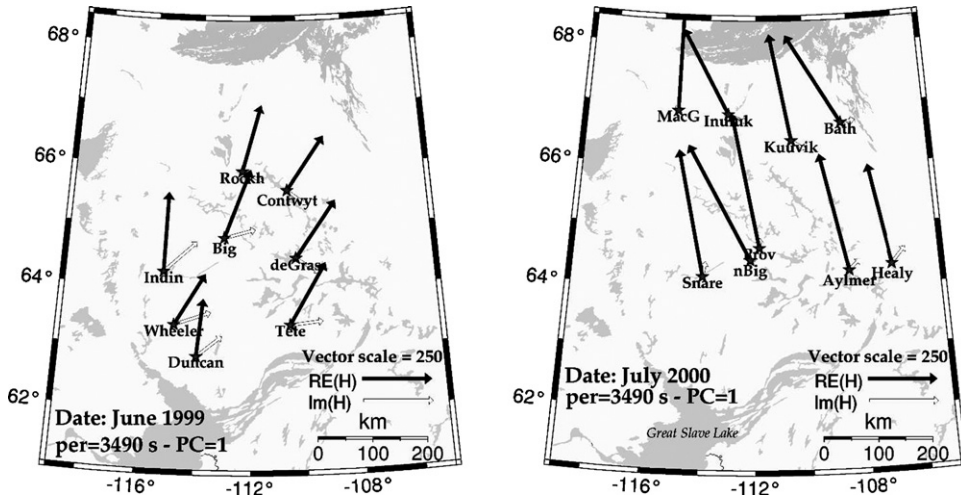 68°
66°
64°
62°
-116°
-112°
-108°
Rockh
Contwyt
Big
deGras
Indin
Wheeler
Tete
Duncan
Vector scale = 250
RE(H)
Im(H)
km
0 100 200
Date: June 1999
per=3490 s - PC=1
68°
66°
64°
62°
-116°
-112°
-108°
MacG
Inuluk
Bath
Kudvik
Prov
nBig
Snare
Aylmer
Healy
Vector scale = 250
RE(H)
Im(H)
km
0 100 200
Date: July 2000
per=3490 s - PC=1
Great Slave Lake